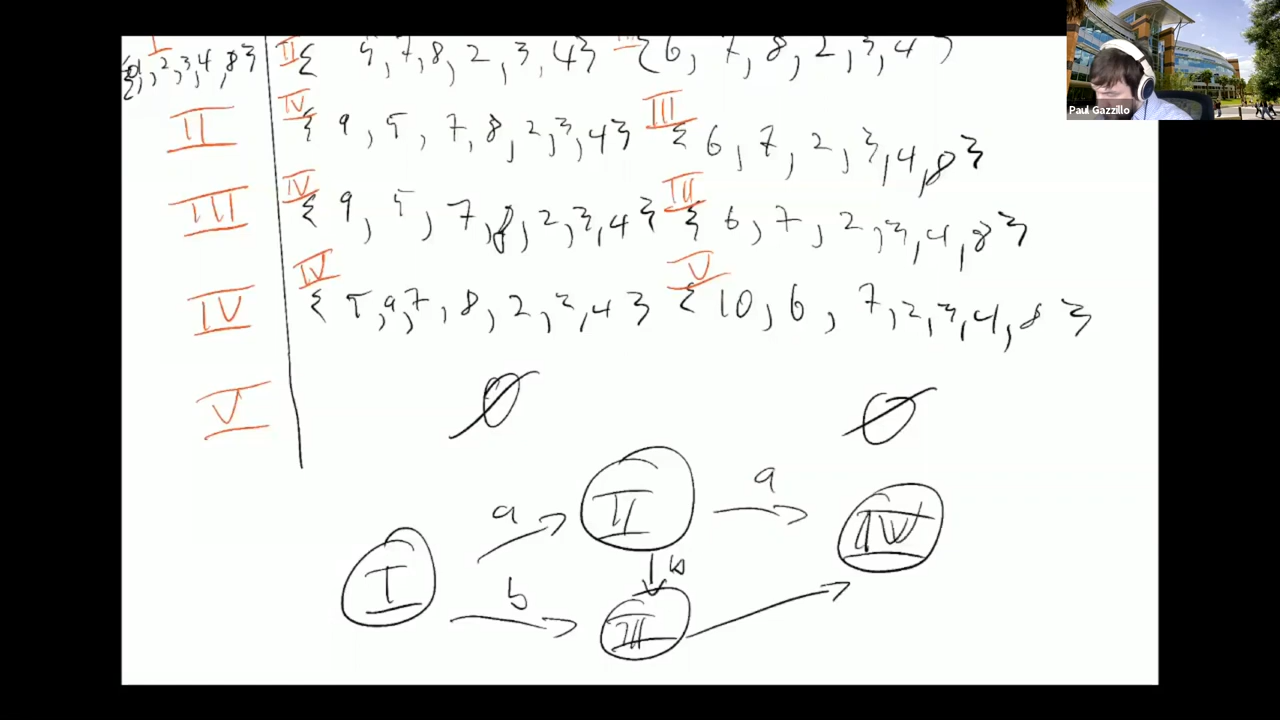 I II { 5, 7, 8, 2, 3, 4 } III { 6, 7, 8, 2, 3, 4 }
1, 2, 3, 4, 8 }
Paul Gazzillo
II IV { 9, 5, 7, 8, 2, 3, 4 } III { 6, 7, 2, 3, 4, 8 }
III IV { 9, 5, 7, 8, 2, 3, 4 } III { 6, 7, 2, 3, 4, 8 }
IV IV { 5, 9, 7, 8, 2, 3, 4 } V { 10, 6, 7, 2, 3, 4, 8 }
V ∅ ∅
a
II
a
IV
I
b
b
III